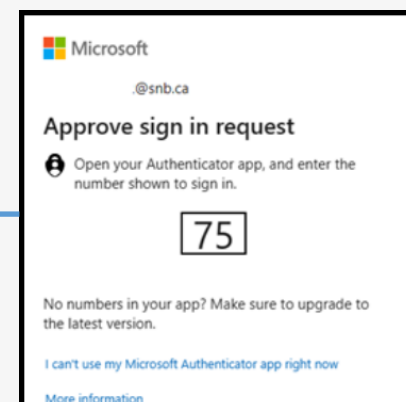 Microsoft
.@snb.ca
Approve sign in request
Open your Authenticator app, and enter the
number shown to sign in.
75
No numbers in your app? Make sure to upgrade to
the latest version.
I can't use my Microsoft Authenticator app right now
More information